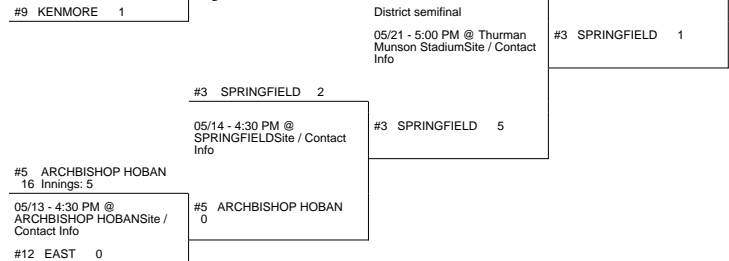 #9 KENMORE 1
District semifinal
05/21 - 5:00 PM @ Thurman
Munson StadiumSite / Contact
Info
#3 SPRINGFIELD 1
#3 SPRINGFIELD 2
05/14 - 4:30 PM @
SPRINGFIELDSite / Contact
Info
#3 SPRINGFIELD 5
#5 ARCHBISHOP HOBAN
16 Innings: 5
05/13 - 4:30 PM @
ARCHBISHOP HOBANSite /
Contact Info
#5 ARCHBISHOP HOBAN
0
#12 EAST 0